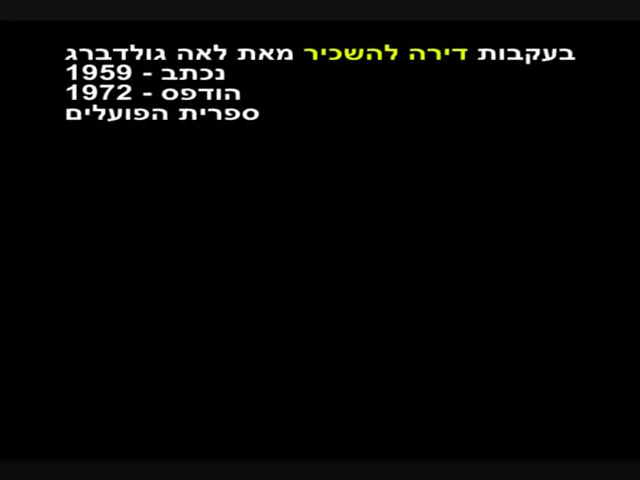 בעקבות דירה להשכיר מאת לאה גולדברג
נכתב - 1959
הודפס - 1972
ספרית הפועלים